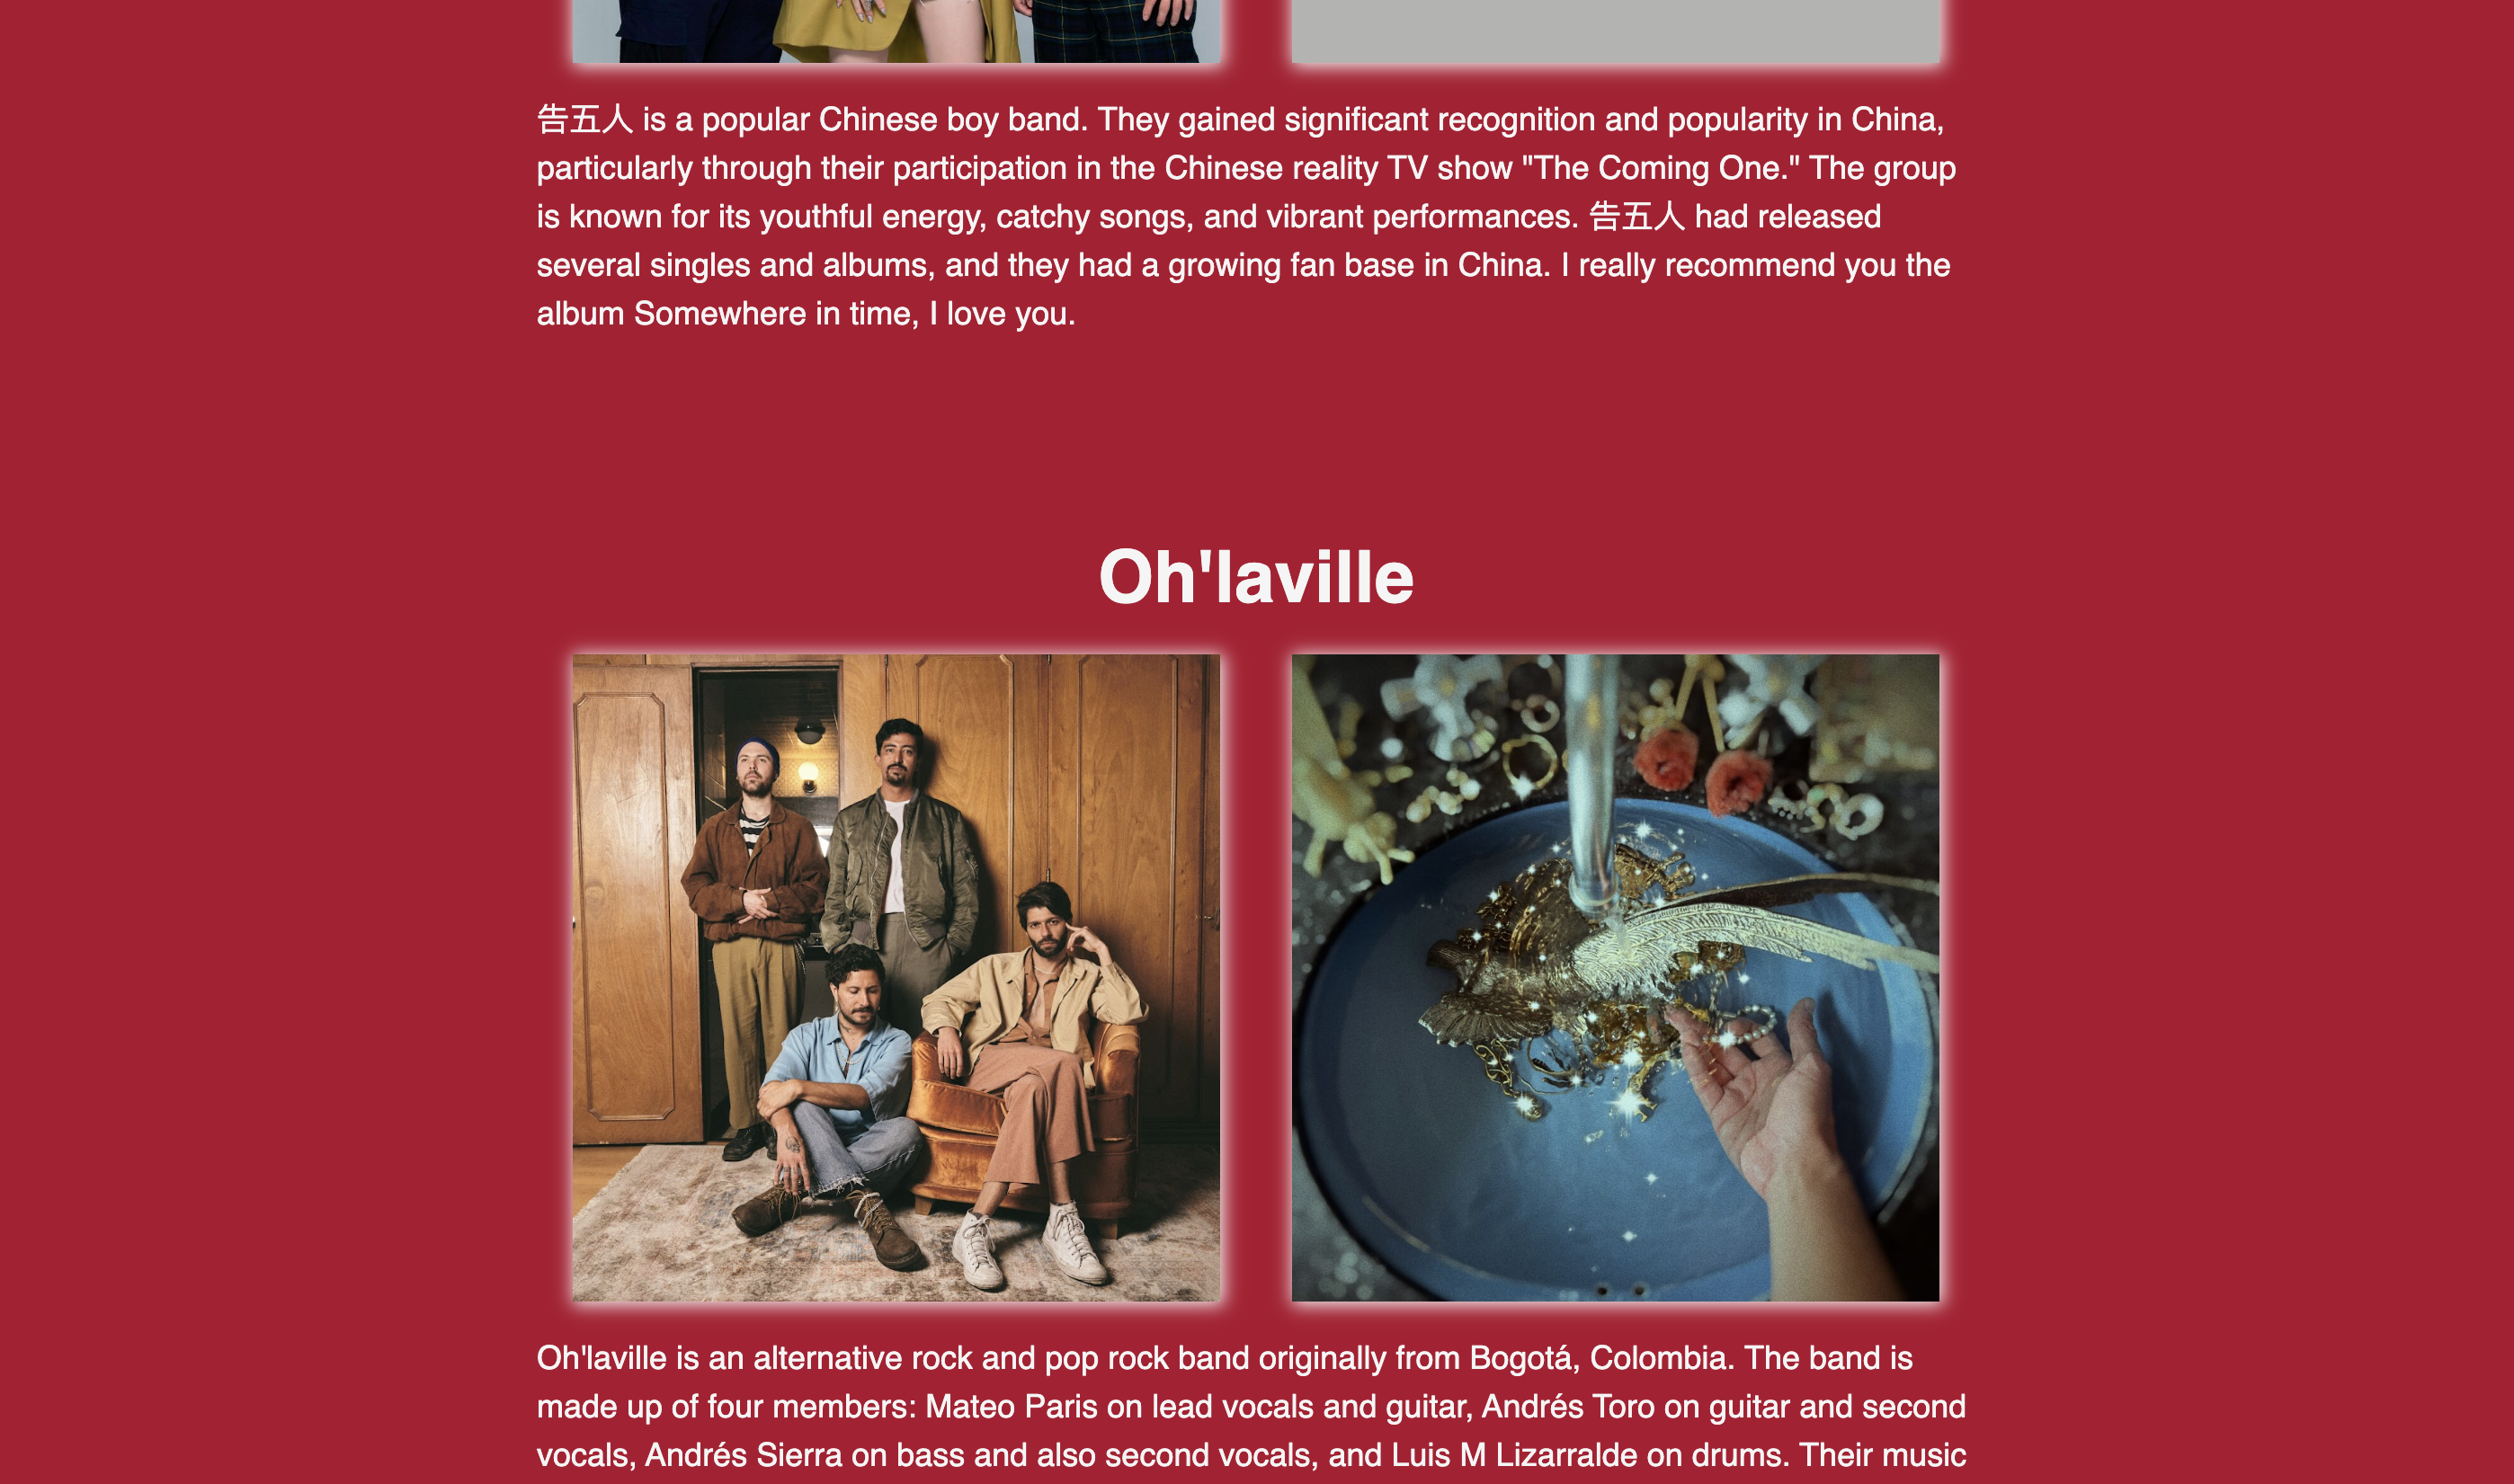 告五人 is a popular Chinese boy band. They gained significant recognition and popularity in China,
particularly through their participation in the Chinese reality TV show "The Coming One." The group
is known for its youthful energy, catchy songs, and vibrant performances. 告五人 had released
several singles and albums, and they had a growing fan base in China. I really recommend you the
album Somewhere in time, I love you.
Oh'laville
Oh'laville is an alternative rock and pop rock band originally from Bogotá, Colombia. The band is
made up of four members: Mateo Paris on lead vocals and guitar, Andrés Toro on guitar and second
vocals, Andrés Sierra on bass and also second vocals, and Luis M Lizarralde on drums. Their music